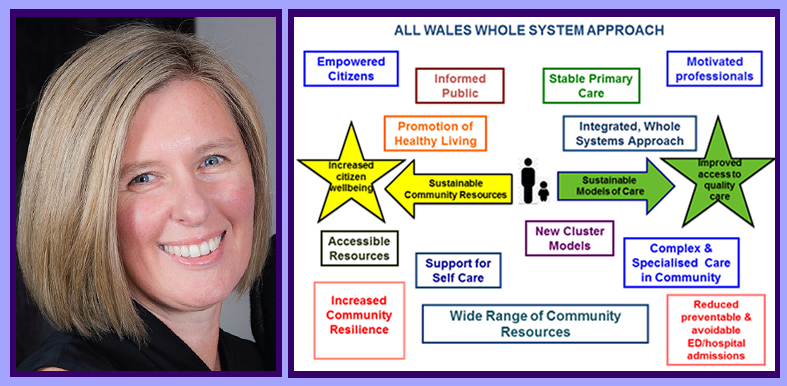 ALL WALES WHOLE SYSTEM APPROACH
Empowered
Citizens
Informed
Public
Stable Primary
Care
Motivated
professionals
Promotion of
Healthy Living
Integrated, Whole
Systems Approach
Increased
citizen
wellbeing
Sustainable
Community Resources
Sustainable
Models of Care
Improved
access to
quality
care
Accessible
Resources
Support for
Self Care
New Cluster
Models
Complex &
Specialised Care
in Community
Increased
Community
Resilience
Wide Range of Community
Resources
Reduced
preventable &
avoidable
ED/hospital
admissions